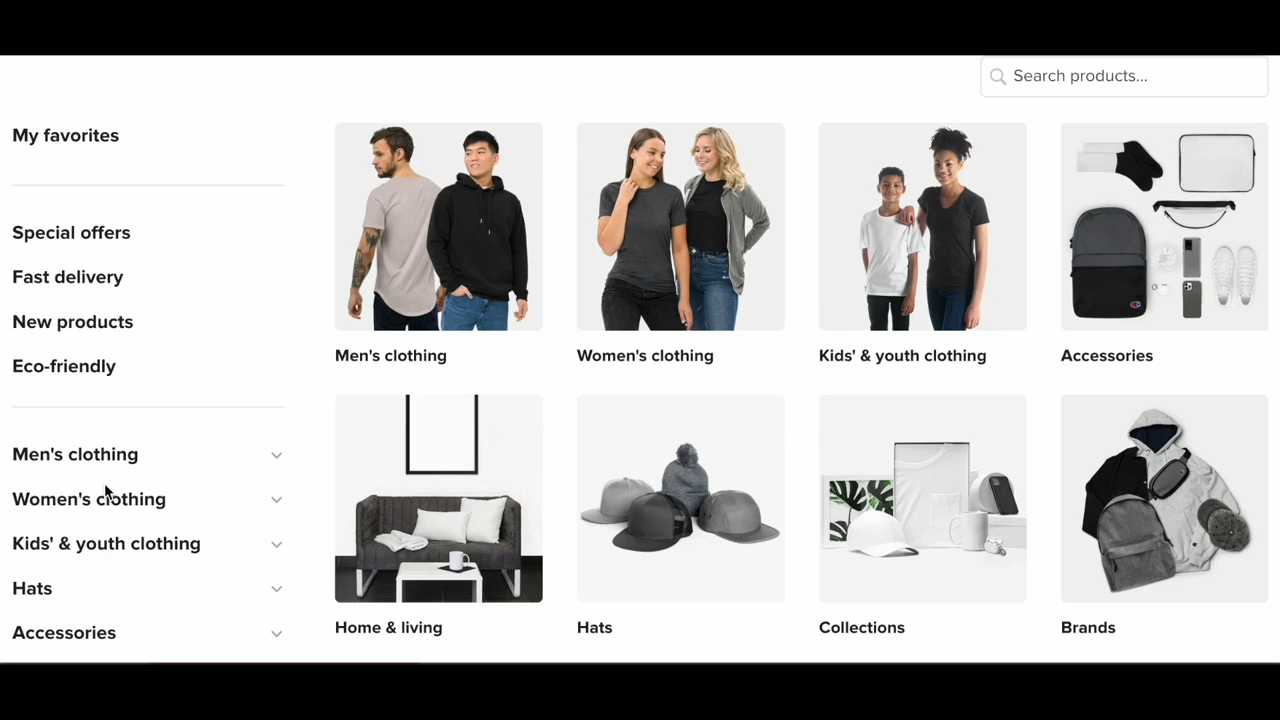 Search products...
My favorites
Special offers
Fast delivery
New products
Eco-friendly
Men's clothing
Women's clothing
Kids' & youth clothing
Hats
Accessories
Men's clothing
Women's clothing
Kids' & youth clothing
Accessories
Home & living
Hats
Collections
Brands